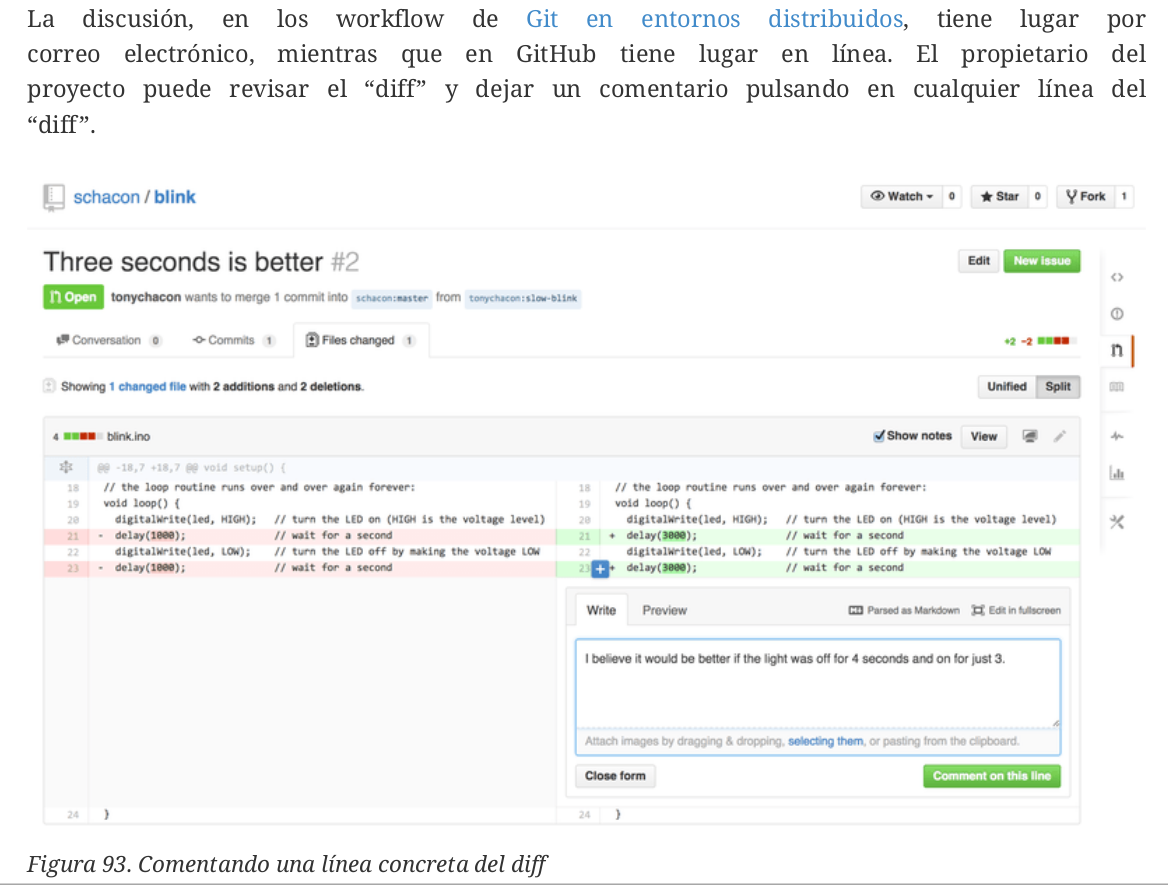 La discusión, en los workflow de Git en entornos distribuidos, tiene lugar por
correo electrónico, mientras que en GitHub tiene lugar en línea. El propietario del
proyecto puede revisar el “diff” y dejar un comentario pulsando en cualquier línea del
“diff”.
schacon / blink
Watch 0 Star 0 Fork 1
Three seconds is better #2
Edit New issue
Open tonychacon wants to merge 1 commit into schacon:master from tonychacon:slow-blink
Conversation 0 Commits 1 Files changed 1 +2 −2
Showing 1 changed file with 2 additions and 2 deletions.
Unified Split
4 blink.ino Show notes View
@@ -18,7 +18,7 @@ void setup() {
18 // the loop routine runs over and over again forever: 18 // the loop routine runs over and over again forever:
19 void loop() { 19 void loop() {
20 digitalWrite(led, HIGH); // turn the LED on (HIGH is the voltage level) 20 digitalWrite(led, HIGH); // turn the LED on (HIGH is the voltage level)
21 - delay(1000); // wait for a second 21 + delay(3000); // wait for a second
22 digitalWrite(led, LOW); // turn the LED off by making the voltage LOW 22 digitalWrite(led, LOW); // turn the LED off by making the voltage LOW
23 - delay(1000); // wait for a second 23 + delay(3000); // wait for a second
Write Preview Parsed as Markdown Edit in fullscreen
I believe it would be better if the light was off for 4 seconds and on for just 3.
Attach images by dragging & dropping, selecting them, or pasting from the clipboard.
Close form Comment on this line
24 } 24 }
Figura 93. Comentando una línea concreta del diff